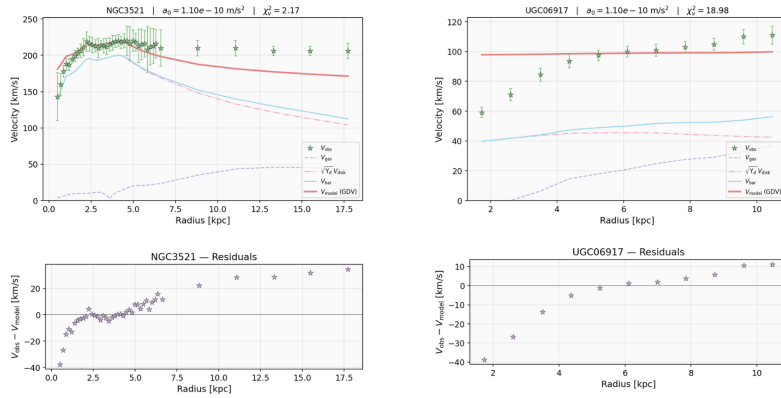 NGC3521 | a₀ = 1.10e − 10 m/s² | χ²ᵥ = 2.17
Velocity [km/s]
250
200
150
100
50
0
V_obs
V_gas
√Υ_d V_disk
V_bar
V_model (GDV)
0.0 2.5 5.0 7.5 10.0 12.5 15.0 17.5
Radius [kpc]
UGC06917 | a₀ = 1.10e − 10 m/s² | χ²ᵥ = 18.98
Velocity [km/s]
120
100
80
60
40
20
0
V_obs
V_gas
√Υ_d V_disk
V_bar
V_model (GDV)
2 4 6 8 10
Radius [kpc]
NGC3521 — Residuals
V_obs − V_model [km/s]
20
0
−20
−40
0.0 2.5 5.0 7.5 10.0 12.5 15.0 17.5
Radius [kpc]
UGC06917 — Residuals
V_obs − V_model [km/s]
10
0
−10
−20
−30
−40
2 4 6 8 10
Radius [kpc]